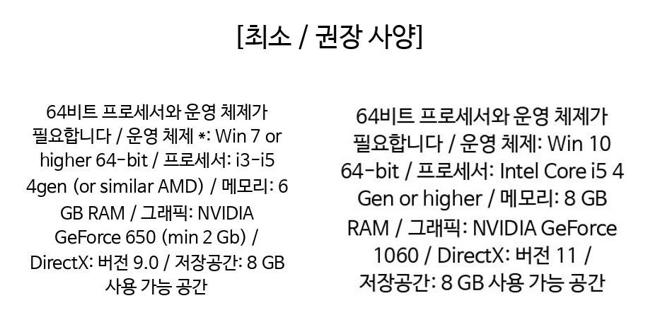 [최소 / 권장 사양]
64비트 프로세서와 운영 체제가
필요합니다 / 운영 체제 *: Win 7 or
higher 64-bit / 프로세서: i3-i5
4gen (or similar AMD) / 메모리: 6
GB RAM / 그래픽: NVIDIA
GeForce 650 (min 2 Gb) /
DirectX: 버전 9.0 / 저장공간: 8 GB
사용 가능 공간
64비트 프로세서와 운영 체제가
필요합니다 / 운영 체제: Win 10
64-bit / 프로세서: Intel Core i5 4
Gen or higher / 메모리: 8 GB
RAM / 그래픽: NVIDIA GeForce
1060 / DirectX: 버전 11 /
저장공간: 8 GB 사용 가능 공간